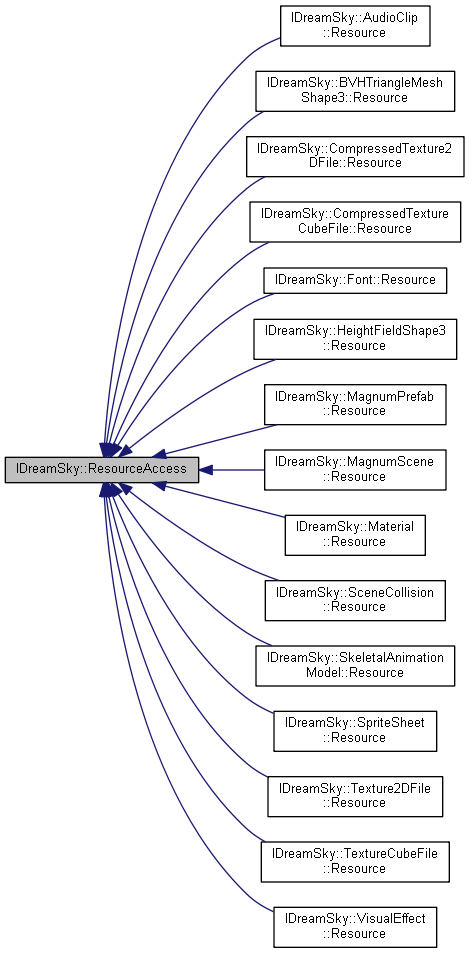 IDreamSky::AudioClip
::Resource
IDreamSky::BVHTriangleMesh
Shape3::Resource
IDreamSky::CompressedTexture2
DFile::Resource
IDreamSky::CompressedTexture
CubeFile::Resource
IDreamSky::Font::Resource
IDreamSky::HeightFieldShape3
::Resource
IDreamSky::MagnumPrefab
::Resource
IDreamSky::ResourceAccess
IDreamSky::MagnumScene
::Resource
IDreamSky::Material
::Resource
IDreamSky::SceneCollision
::Resource
IDreamSky::SkeletalAnimation
Model::Resource
IDreamSky::SpriteSheet
::Resource
IDreamSky::Texture2DFile
::Resource
IDreamSky::TextureCubeFile
::Resource
IDreamSky::VisualEffect
::Resource